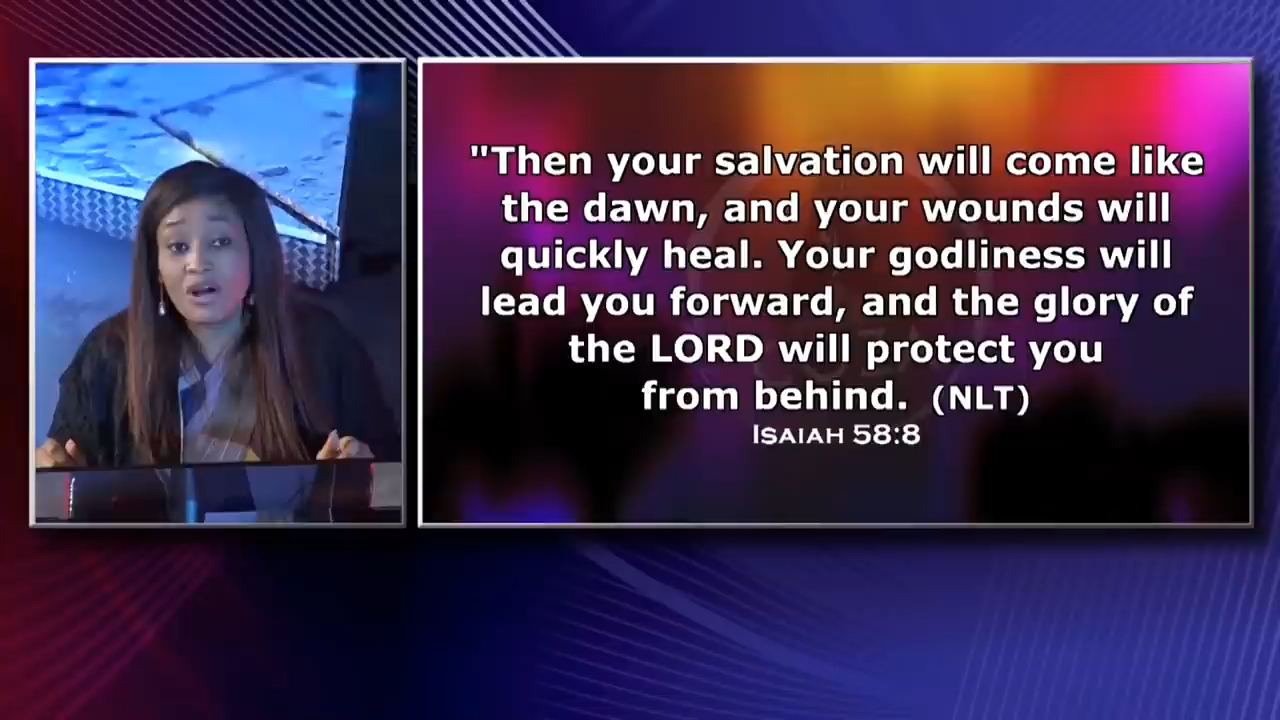 "Then your salvation will come like
the dawn, and your wounds will
quickly heal. Your godliness will
lead you forward, and the glory of
the LORD will protect you
from behind. (NLT)
ISAIAH 58:8